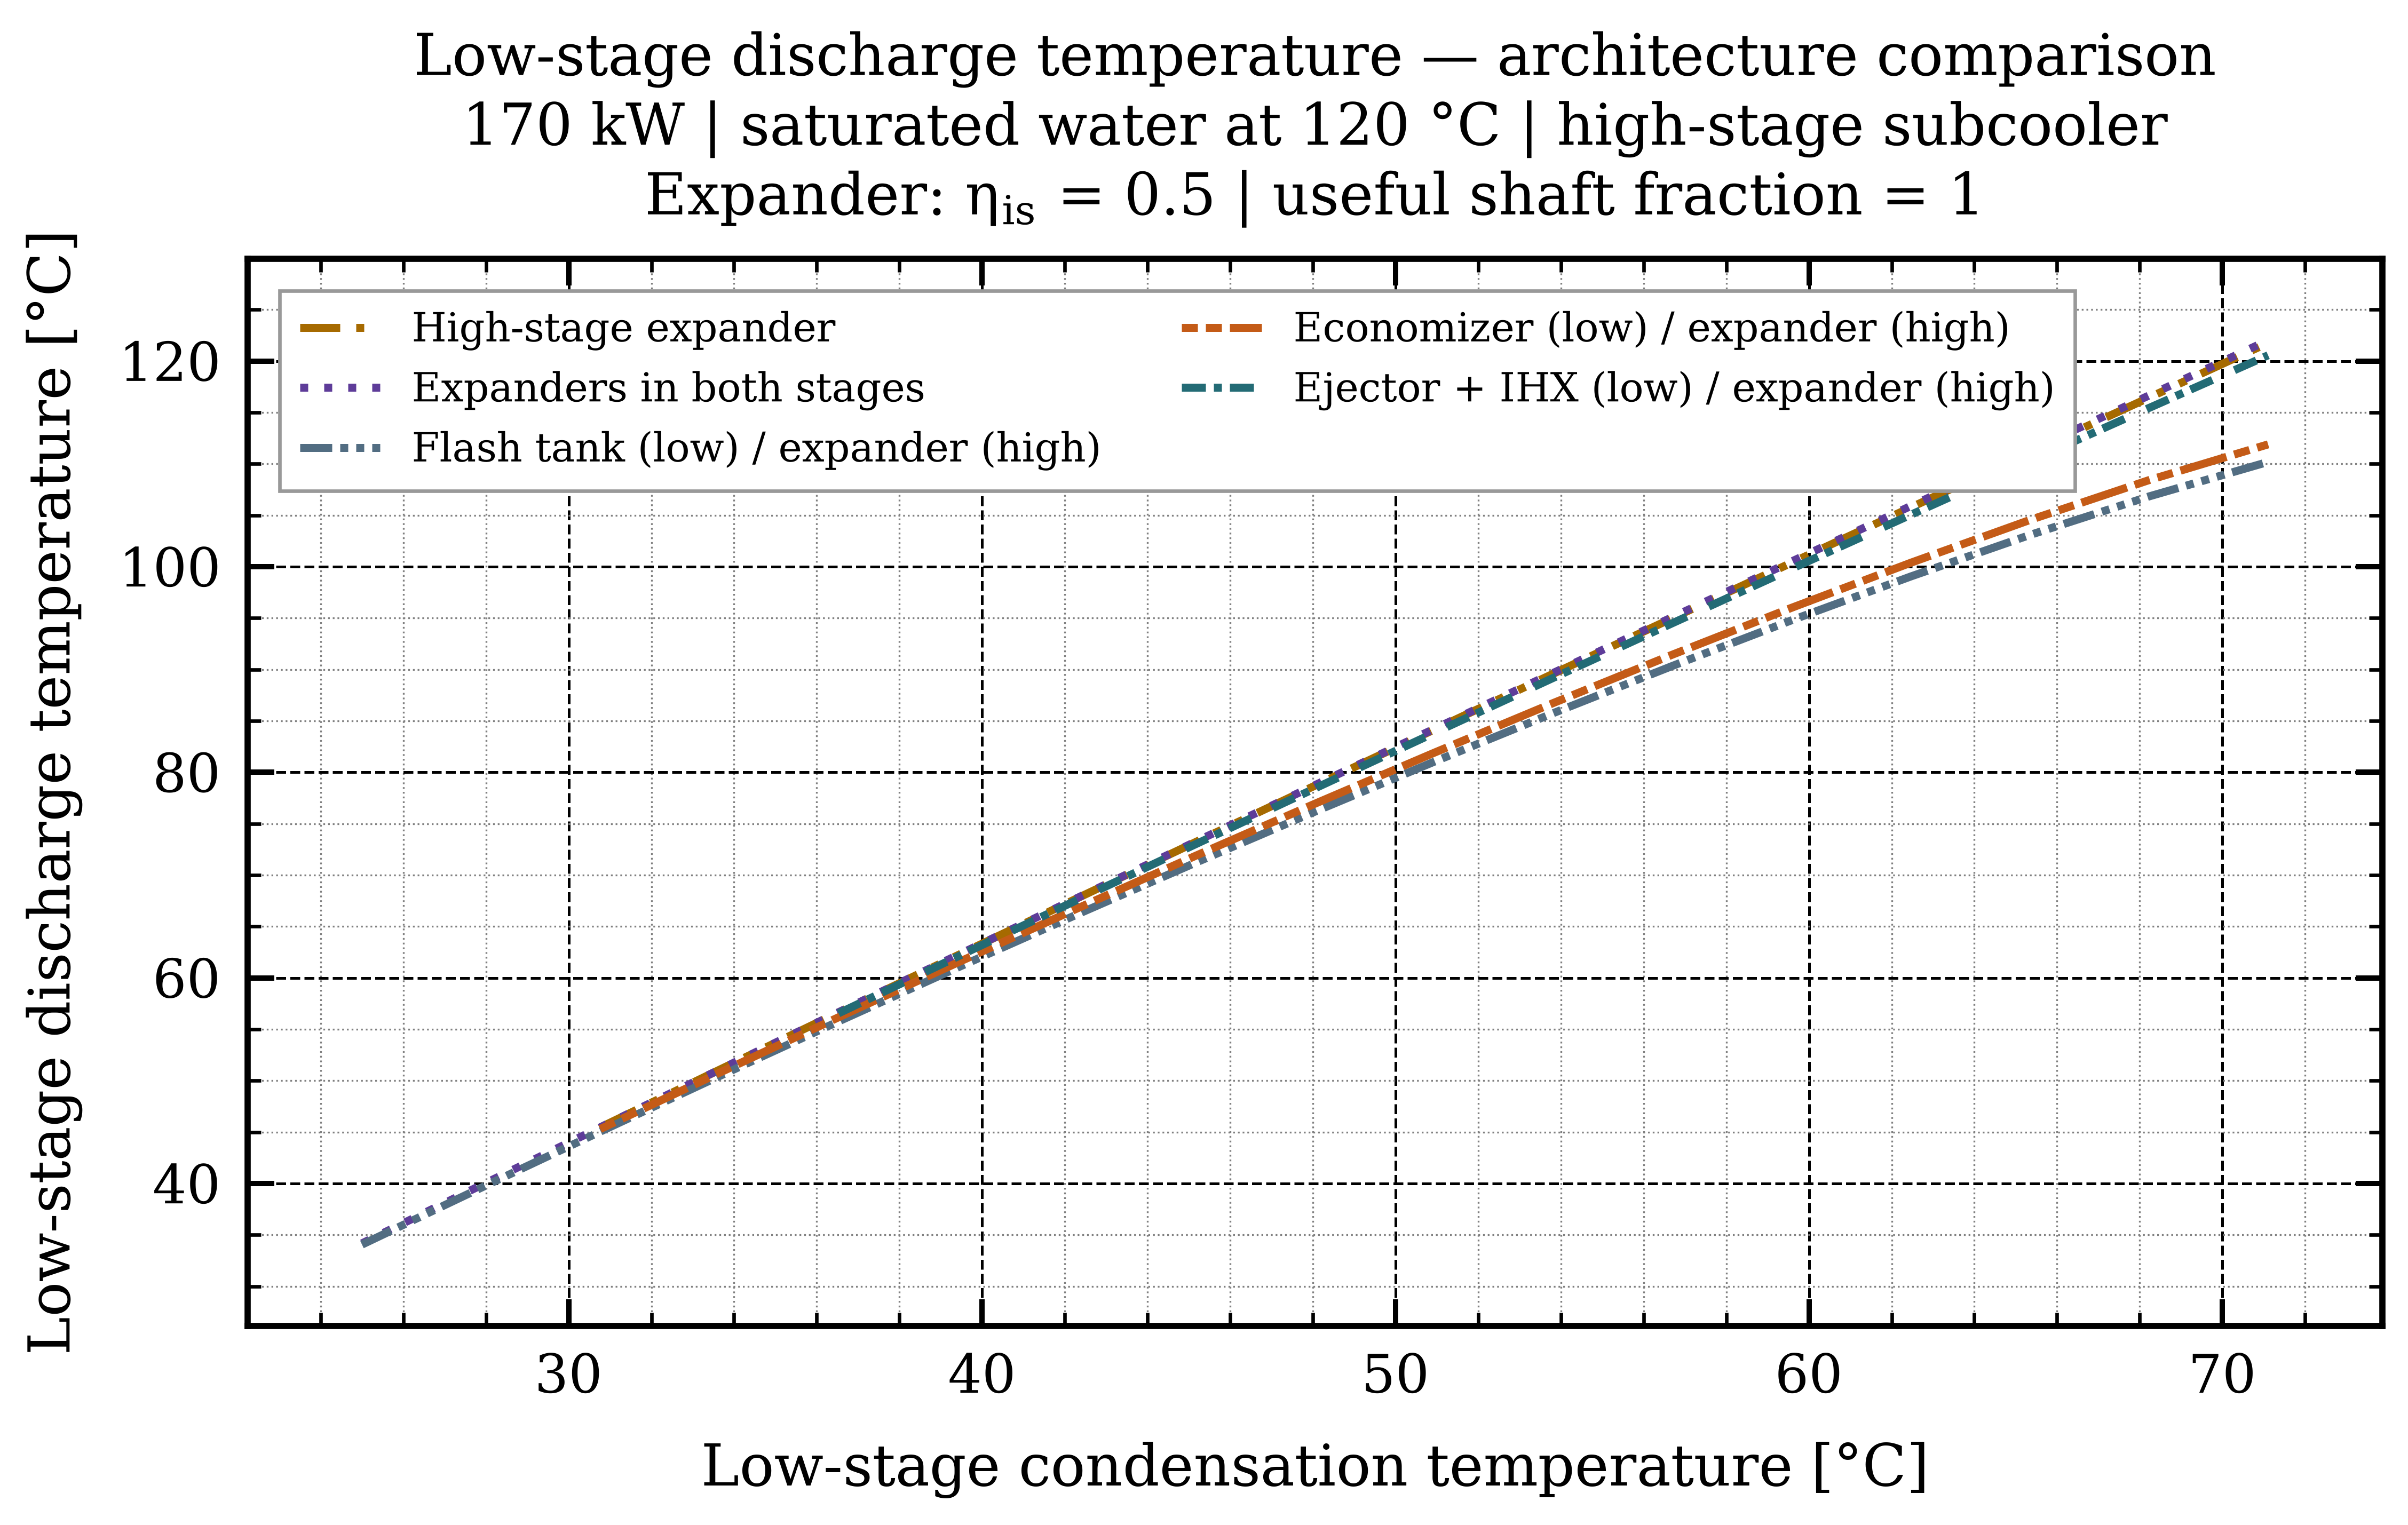 Low-stage discharge temperature — architecture comparison
170 kW | saturated water at 120 °C | high-stage subcooler
Expander: ηis = 0.5 | useful shaft fraction = 1
Low-stage discharge temperature [°C]
120
100
80
60
40
High-stage expander
Expanders in both stages
Flash tank (low) / expander (high)
Economizer (low) / expander (high)
Ejector + IHX (low) / expander (high)
30 40 50 60 70
Low-stage condensation temperature [°C]